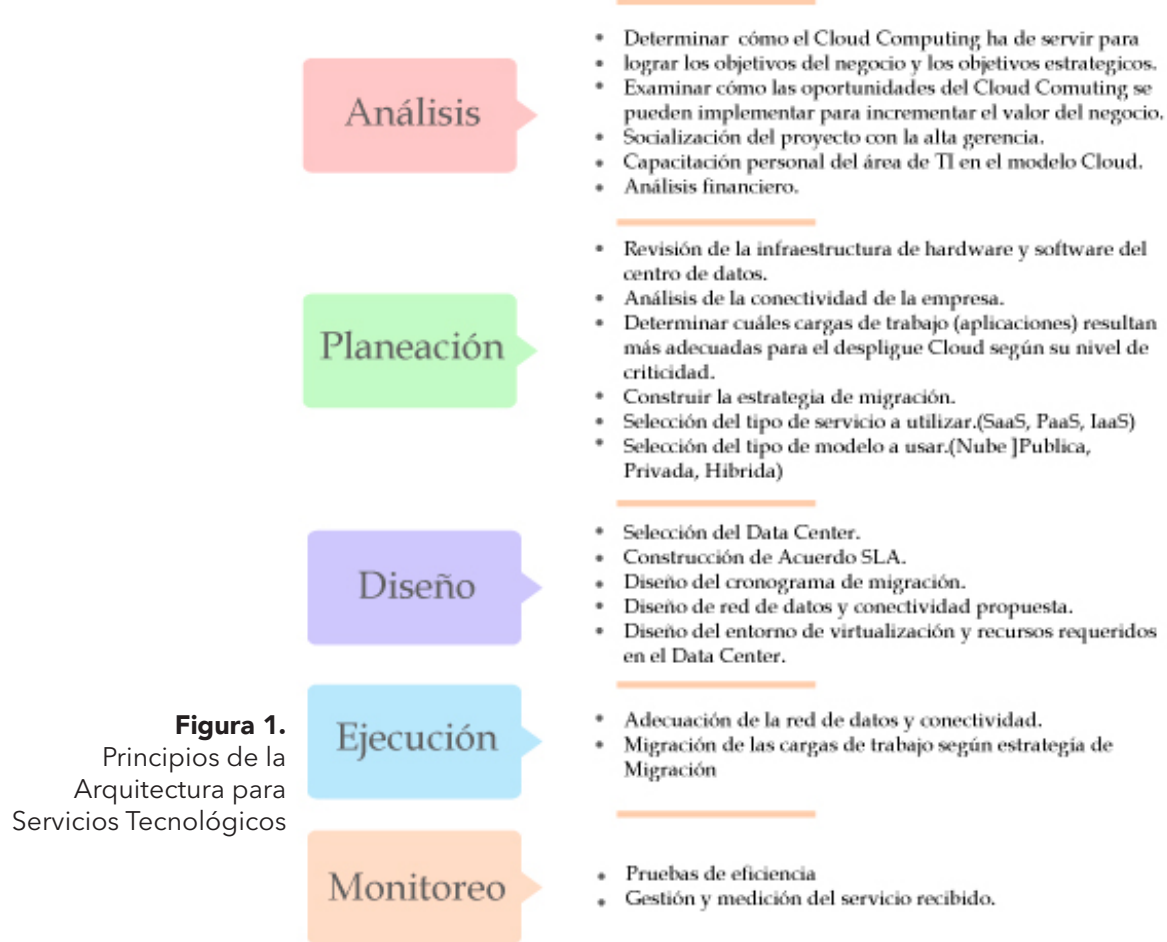 Análisis
• Determinar cómo el Cloud Computing ha de servir para
• lograr los objetivos del negocio y los objetivos estrategicos.
• Examinar cómo las oportunidades del Cloud Comuting se
pueden implementar para incrementar el valor del negocio.
• Socialización del proyecto con la alta gerencia.
• Capacitación personal del área de TI en el modelo Cloud.
• Análisis financiero.
Planeación
• Revisión de la infraestructura de hardware y software del
centro de datos.
• Análisis de la conectividad de la empresa.
• Determinar cuáles cargas de trabajo (aplicaciones) resultan
más adecuadas para el despligue Cloud según su nivel de
criticidad.
• Construir la estrategia de migración.
• Selección del tipo de servicio a utilizar.(SaaS, PaaS, IaaS)
• Selección del tipo de modelo a usar.(Nube ]Publica,
Privada, Hibrida)
Diseño
• Selección del Data Center.
• Construcción de Acuerdo SLA.
• Diseño del cronograma de migración.
• Diseño de red de datos y conectividad propuesta.
• Diseño del entorno de virtualización y recursos requeridos
en el Data Center.
Figura 1.
Principios de la
Arquitectura para
Servicios Tecnológicos
Ejecución
• Adecuación de la red de datos y conectividad.
• Migración de las cargas de trabajo según estrategía de
Migración
Monitoreo
• Pruebas de eficiencia
• Gestión y medición del servicio recibido.